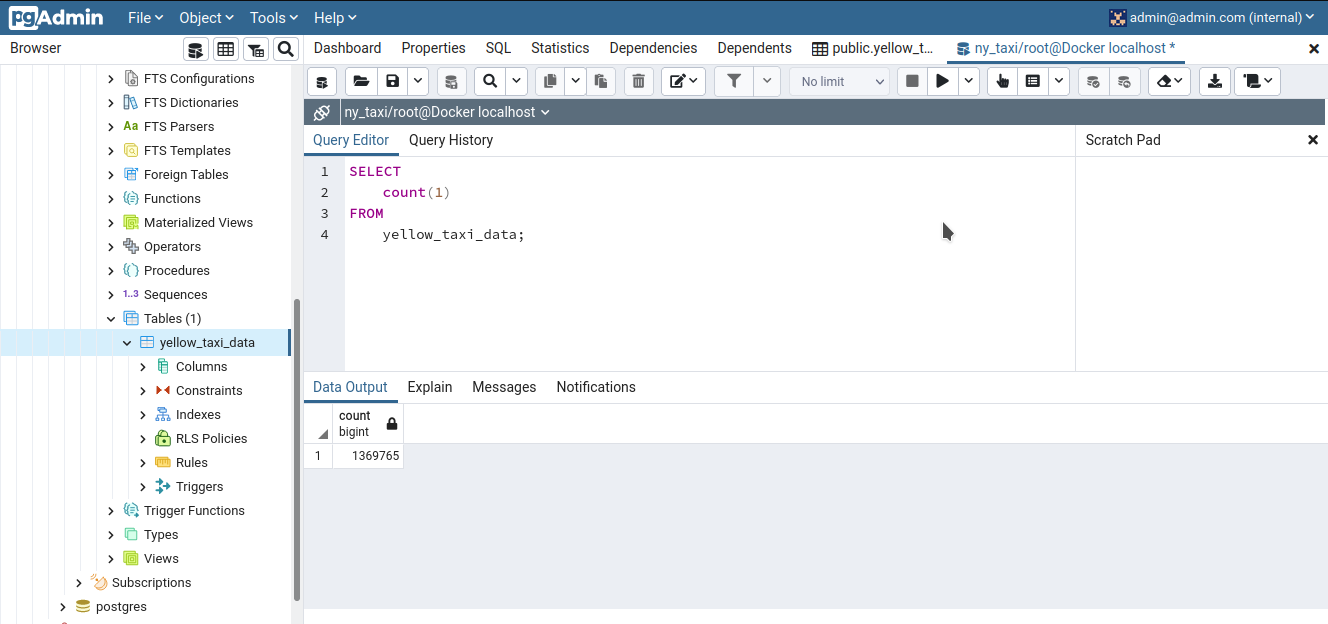 pgAdmin File Object Tools Help admin@admin.com (internal)
Browser
Dashboard Properties SQL Statistics Dependencies Dependents public.yellow_t... ny_taxi/root@Docker localhost *
No limit
ny_taxi/root@Docker localhost
FTS Configurations
FTS Dictionaries
Aa FTS Parsers
FTS Templates
Foreign Tables
Functions
Materialized Views
Operators
Procedures
1..3 Sequences
Tables (1)
yellow_taxi_data
Columns
Constraints
Indexes
RLS Policies
Rules
Triggers
Trigger Functions
Types
Views
Subscriptions
postgres
Query Editor Query History
Scratch Pad
1 SELECT
2 count(1)
3 FROM
4 yellow_taxi_data;
Data Output Explain Messages Notifications
count
bigint
1 1369765